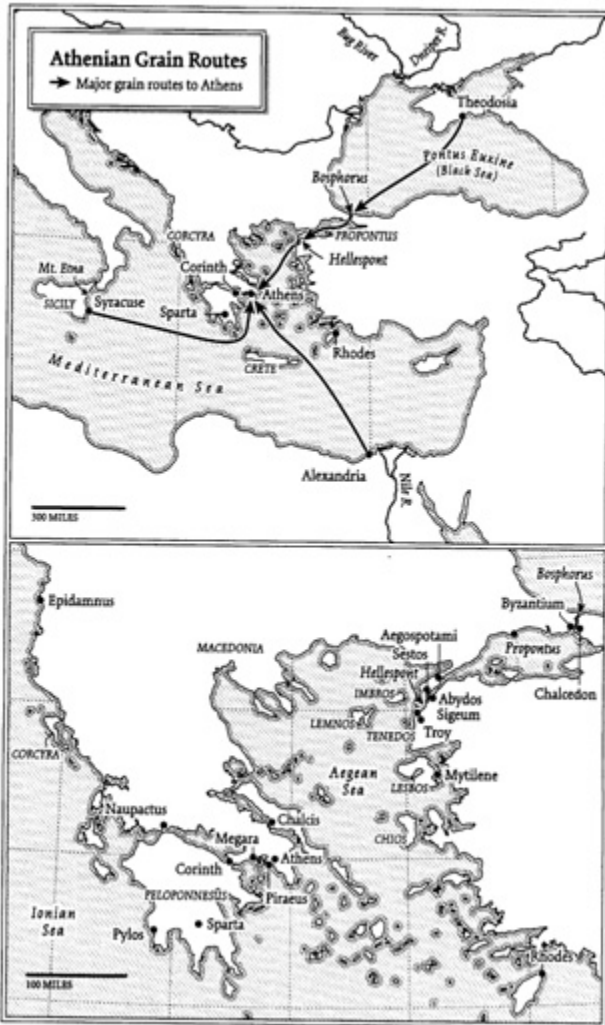 Athenian Grain Routes
Major grain routes to Athens
Bug River
Dnieper R.
Theodosia
Pontus Euxine
(Black Sea)
Bosphorus
PROPONTUS
Hellespont
CORCYRA
Corinth
Athens
Mt. Etna
SICILY
Syracuse
Sparta
Rhodes
CRETE
Mediterranean Sea
Alexandria
Nile R.
300 MILES
Epidamnus
Bosphorus
Byzantium
Aegospotami
Sestos
Propontus
MACEDONIA
Hellespont
IMBROS
Abydos
Chalcedon
LEMNOS
Sigeum
TENEDOS
Troy
CORCYRA
Aegean
Sea
LESBOS
Mytilene
Naupactus
Chalcis
Megara
CHIOS
Athens
Corinth
Piraeus
PELOPONNESUS
Ionian
Sea
Sparta
Pylos
Rhodes
100 MILES